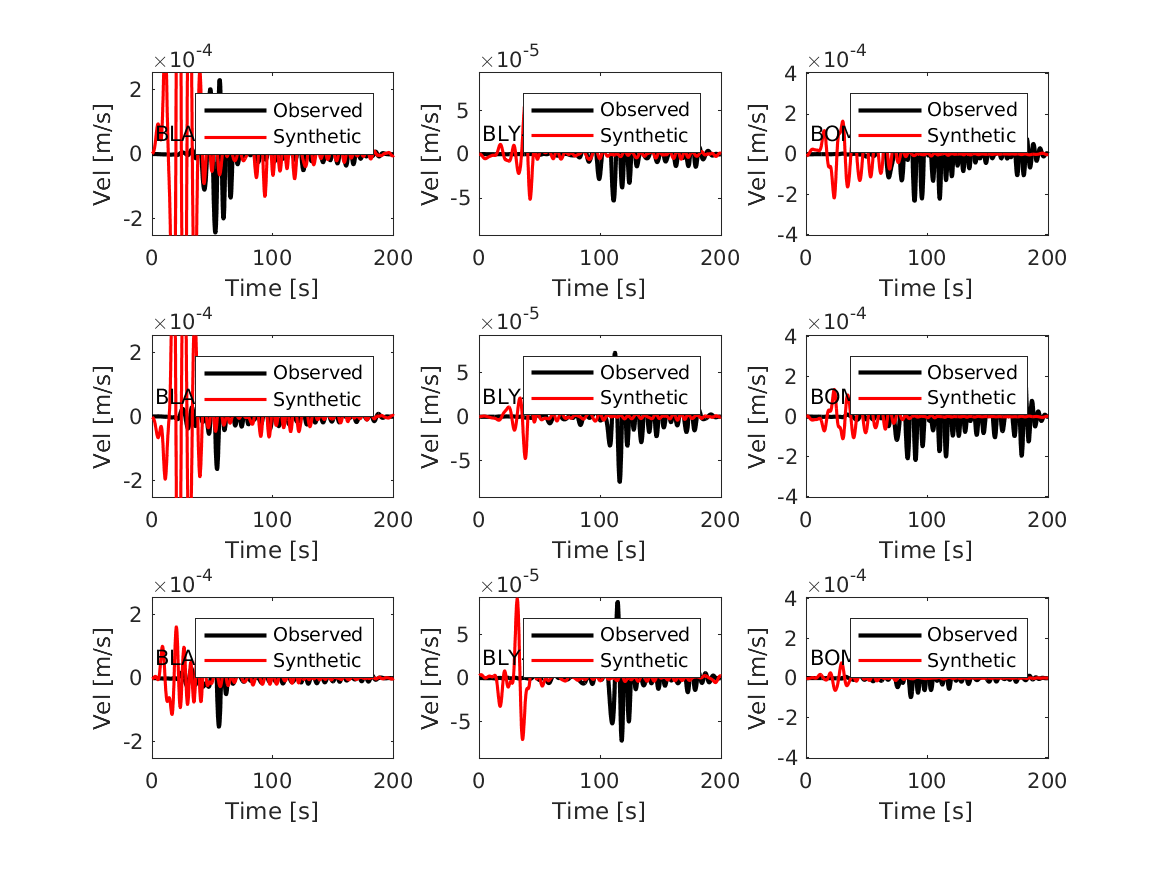 ×10-4
2
0
-2
Vel [m/s]
BLA
Observed
Synthetic
0 100 200
Time [s]
×10-5
5
0
-5
Vel [m/s]
BLY
Observed
Synthetic
0 100 200
Time [s]
×10-4
4
2
0
-2
-4
Vel [m/s]
Observed
Synthetic
0 100 200
Time [s]
×10-4
2
0
-2
Vel [m/s]
BLA
Observed
Synthetic
0 100 200
Time [s]
×10-5
5
0
-5
Vel [m/s]
BLY
Observed
Synthetic
0 100 200
Time [s]
×10-4
4
2
0
-2
-4
Vel [m/s]
Observed
Synthetic
0 100 200
Time [s]
×10-4
2
0
-2
Vel [m/s]
BLA
Observed
Synthetic
0 100 200
Time [s]
×10-5
5
0
-5
Vel [m/s]
BLY
Observed
Synthetic
0 100 200
Time [s]
×10-4
4
2
0
-2
-4
Vel [m/s]
Observed
Synthetic
0 100 200
Time [s]